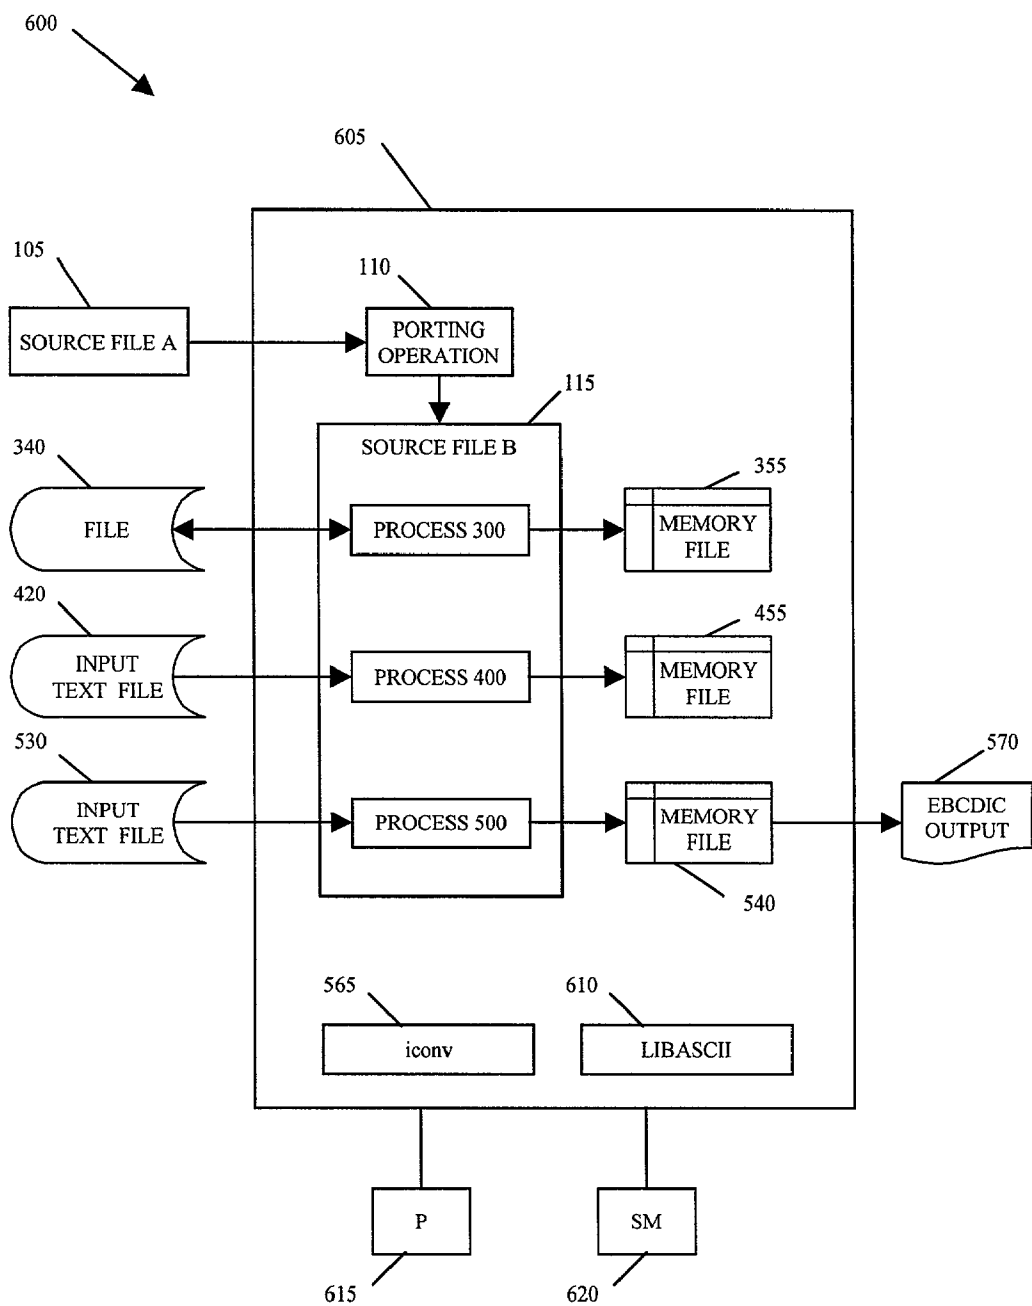 600
605
105
110
SOURCE FILE A
PORTING
OPERATION
115
SOURCE FILE B
340
355
FILE
PROCESS 300
MEMORY
FILE
420
455
INPUT
TEXT FILE
PROCESS 400
MEMORY
FILE
530
570
INPUT
TEXT FILE
PROCESS 500
MEMORY
FILE
EBCDIC
OUTPUT
540
565
610
iconv
LIBASCII
P
SM
615
620